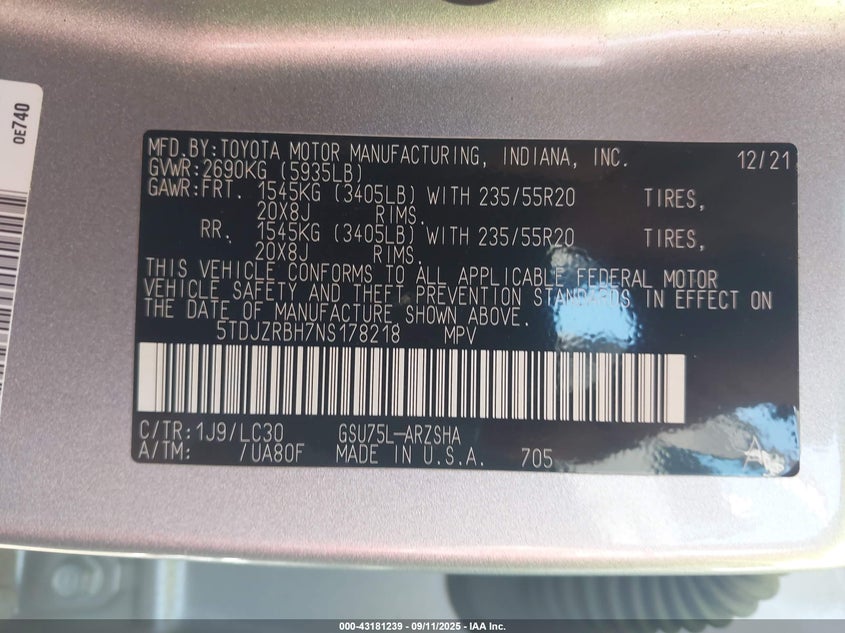 0E740
MFD.BY:TOYOTA MOTOR MANUFACTURING, INDIANA, INC. 12/21
GVWR:2690KG (5935LB)
GAWR:FRT. 1545KG (3405LB) WITH 235/55R20 TIRES,
20X8J RIMS.
RR. 1545KG (3405LB) WITH 235/55R20 TIRES,
20X8J RIMS.
THIS VEHICLE CONFORMS TO ALL APPLICABLE FEDERAL MOTOR
VEHICLE SAFETY AND THEFT PREVENTION STANDARDS IN EFFECT ON
THE DATE OF MANUFACTURE SHOWN ABOVE.
5TDJZRBH7NS178218 MPV
C/TR:1J9/LC30 GSU75L-ARZSHA
A/TM: /UA80F MADE IN U.S.A. 705
000-43181239 - 09/11/2025 - IAA Inc.